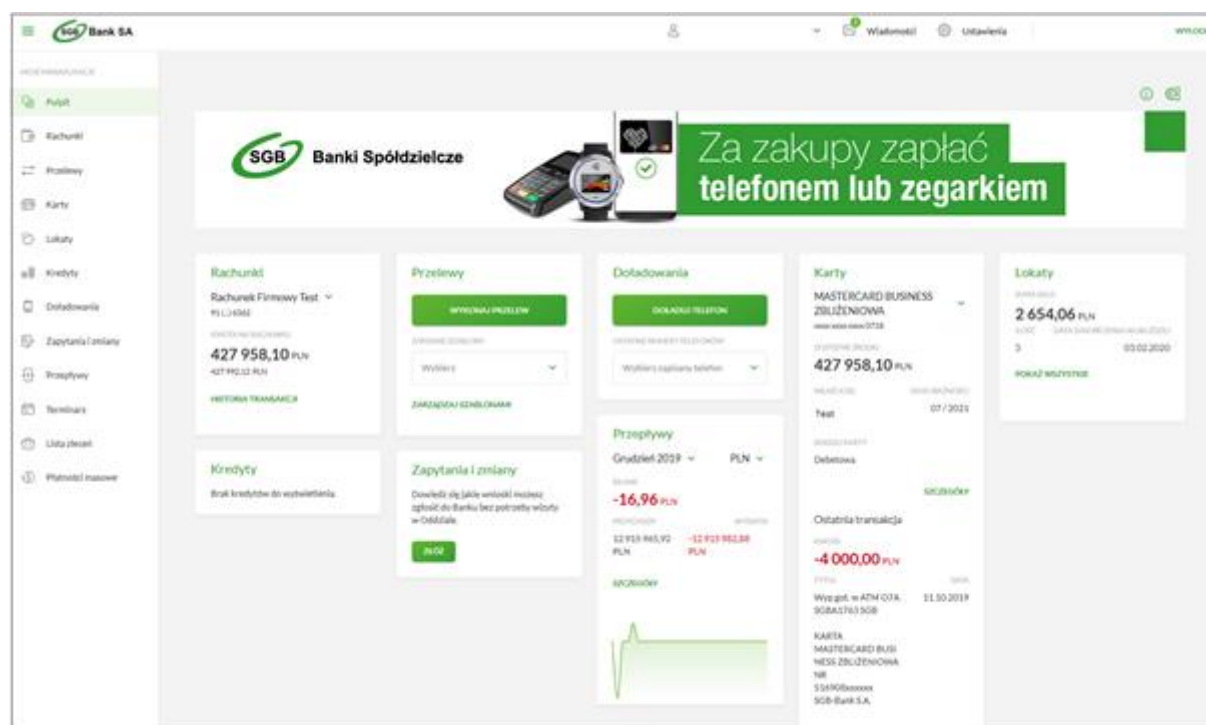 SGB Bank SA
Wiadomości
Ustawienia
Pulpit
Rachunki
Przelewy
Karty
Lokaty
Kredyty
Doładowania
Zapytania i zmiany
Przepływy
Terminarz
Lista zleceń
Płatności masowe
SGB Banki Spółdzielcze
Za zakupy zapłać
telefonem lub zegarkiem
Rachunki
Rachunek Firmowy Test
427 958,10 PLN
HISTORIA TRANSAKCJI
Kredyty
Brak kredytów do wyświetlenia.
Przelewy
WYKONAJ PRZELEW
Wybierz
ZARZĄDZAJ SZABLONAMI
Zapytania i zmiany
Dowiedz się jakie wnioski możesz
zgłosić do Banku bez potrzeby wizyty
w Oddziale.
ZŁÓŻ
Doładowania
DOŁADUJ TELEFON
Wybierz zapisany telefon
Przepływy
Grudzień 2019 PLN
-16,96 PLN
PLN PLN
SZCZEGÓŁY
Karty
MASTERCARD BUSINESS
ZBLIŻENIOWA
427 958,10 PLN
Test 07 / 2021
Debetowa
SZCZEGÓŁY
Ostatnia transakcja
-4 000,00 PLN
11.10.2019
KARTA
MASTERCARD BUSI
NESS ZBLIŻENIOWA
NR
SGB-Bank S.A.
Lokaty
2 654,06 PLN
3 03.02.2020
POKAŻ WSZYSTKIE